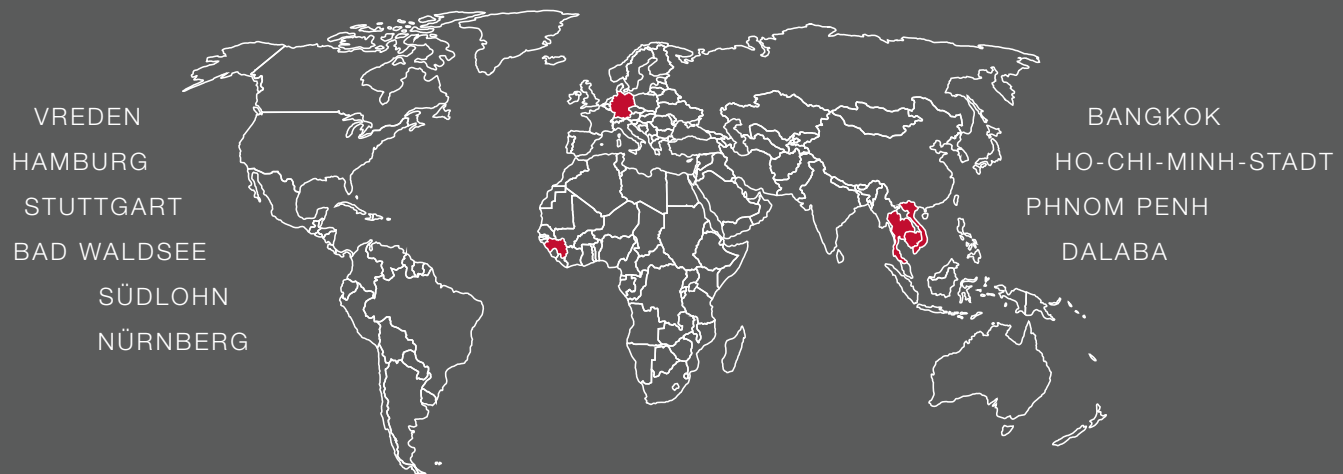 VREDEN
HAMBURG
STUTTGART
BAD WALDSEE
SÜDLOHN
NÜRNBERG
BANGKOK
HO-CHI-MINH-STADT
PHNOM PENH
DALABA